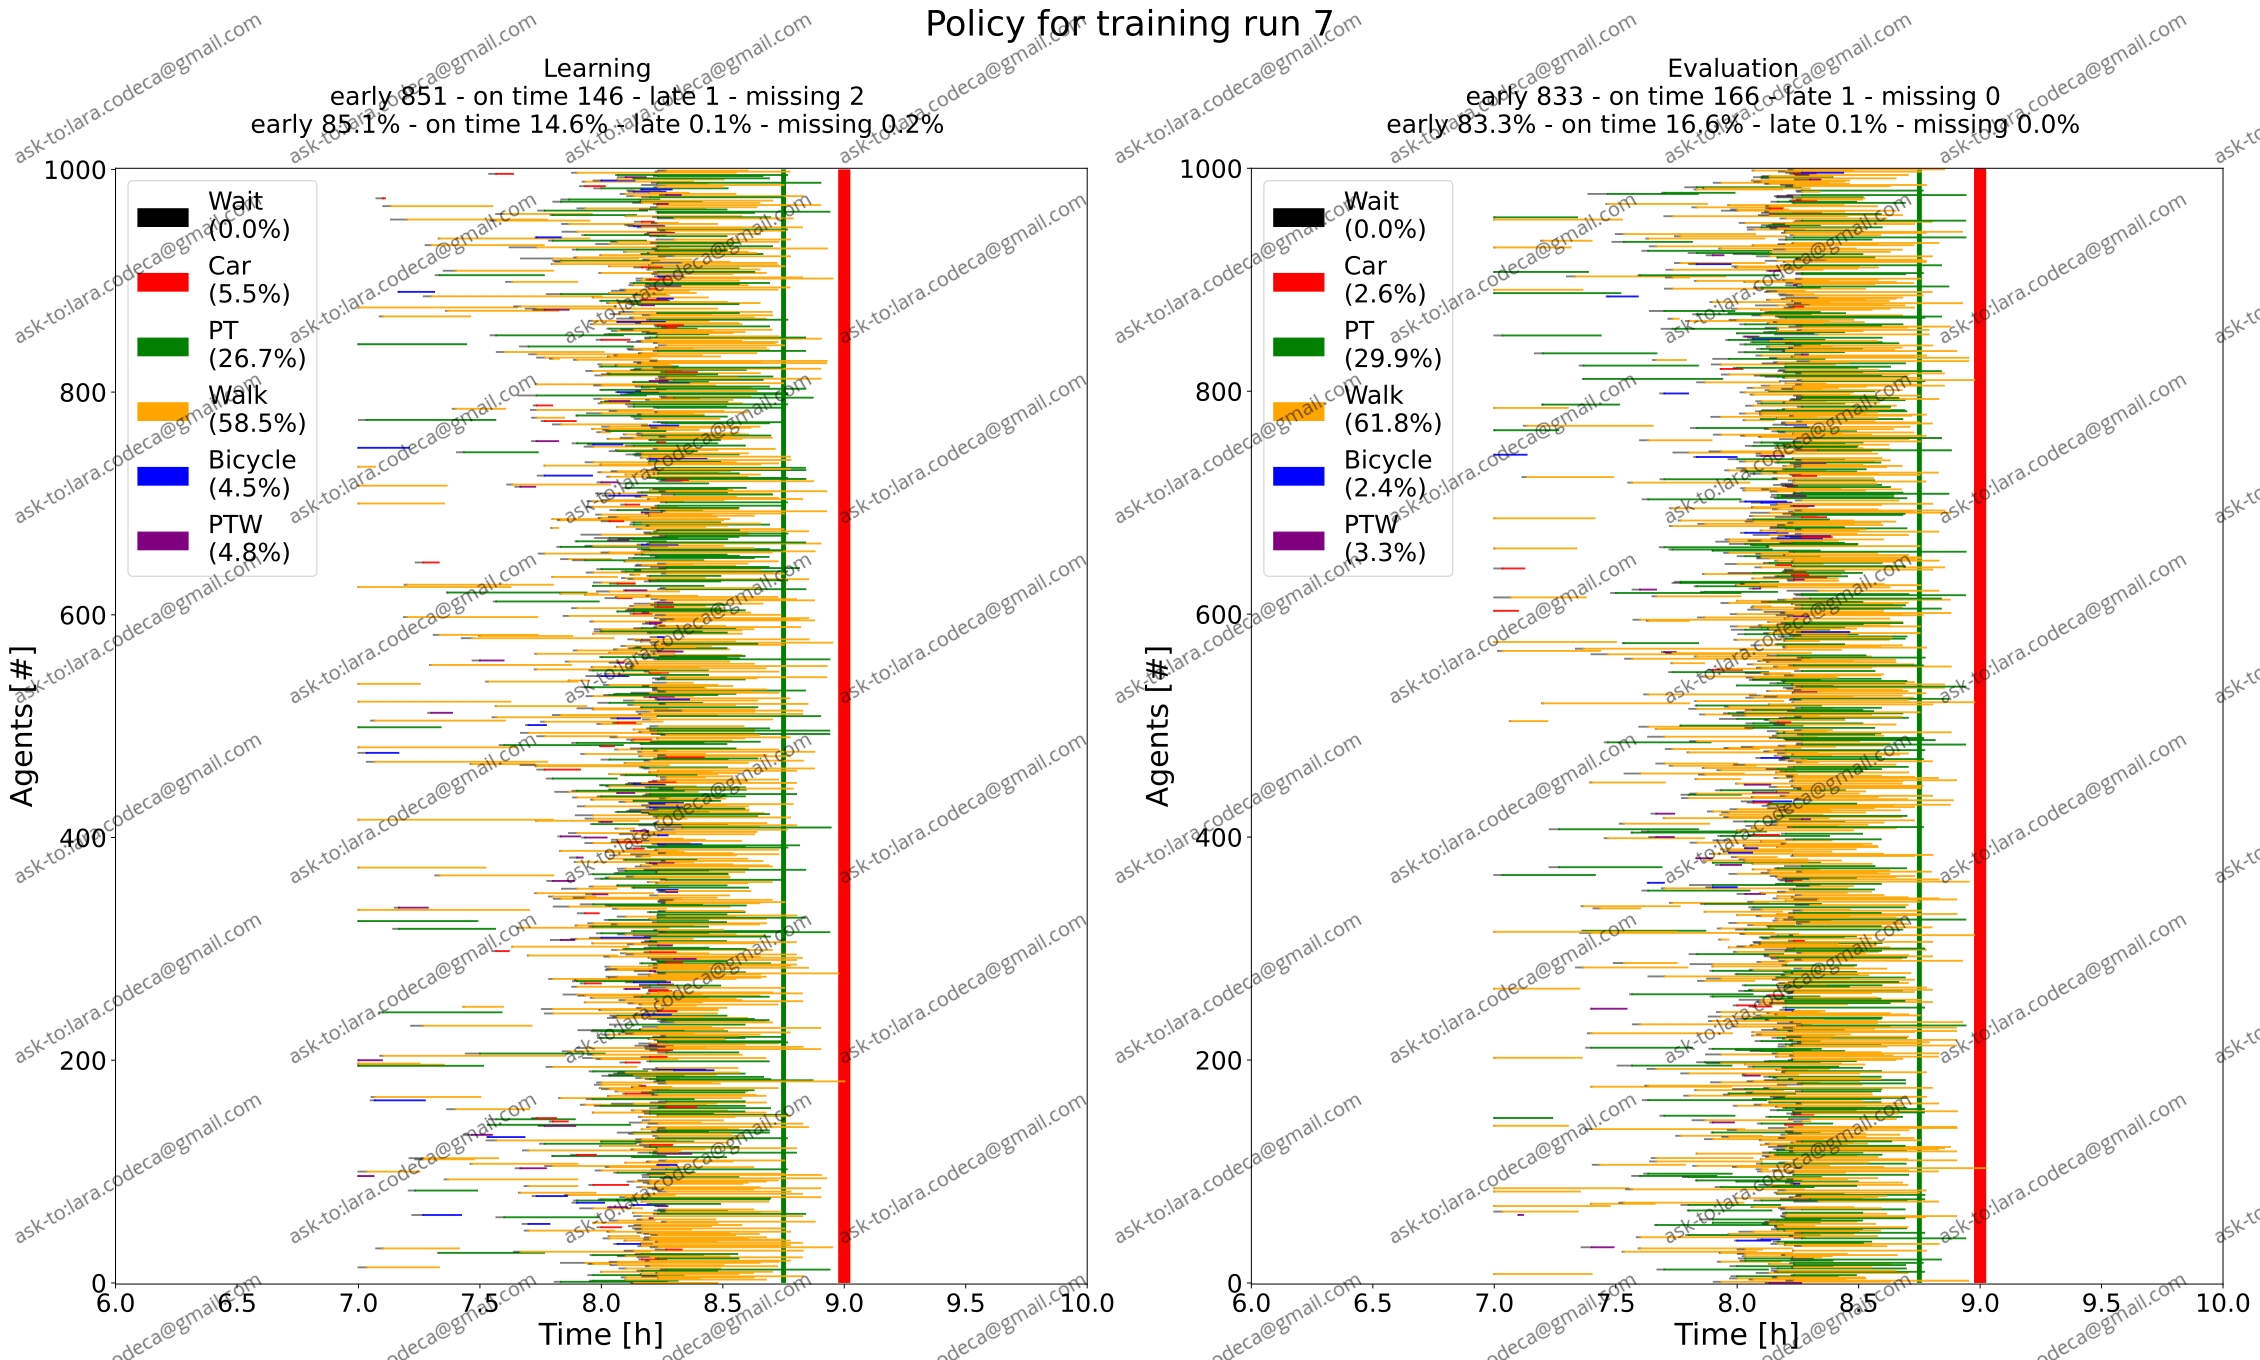 Policy for training run 7
Learning
early 851 - on time 146 - late 1 - missing 2
early 85.1% - on time 14.6% - late 0.1% - missing 0.2%
Agents [#]
1000
800
600
400
200
0
Wait
(0.0%)
Car
(5.5%)
PT
(26.7%)
Walk
(58.5%)
Bicycle
(4.5%)
PTW
(4.8%)
6.0 6.5 7.0 7.5 8.0 8.5 9.0 9.5 10.0
Time [h]
Evaluation
early 833 - on time 166 - late 1 - missing 0
early 83.3% - on time 16.6% - late 0.1% - missing 0.0%
Agents [#]
1000
800
600
400
200
0
Wait
(0.0%)
Car
(2.6%)
PT
(29.9%)
Walk
(61.8%)
Bicycle
(2.4%)
PTW
(3.3%)
6.0 6.5 7.0 7.5 8.0 8.5 9.0 9.5 10.0
Time [h]
ask-to:lara.codeca@gmail.com